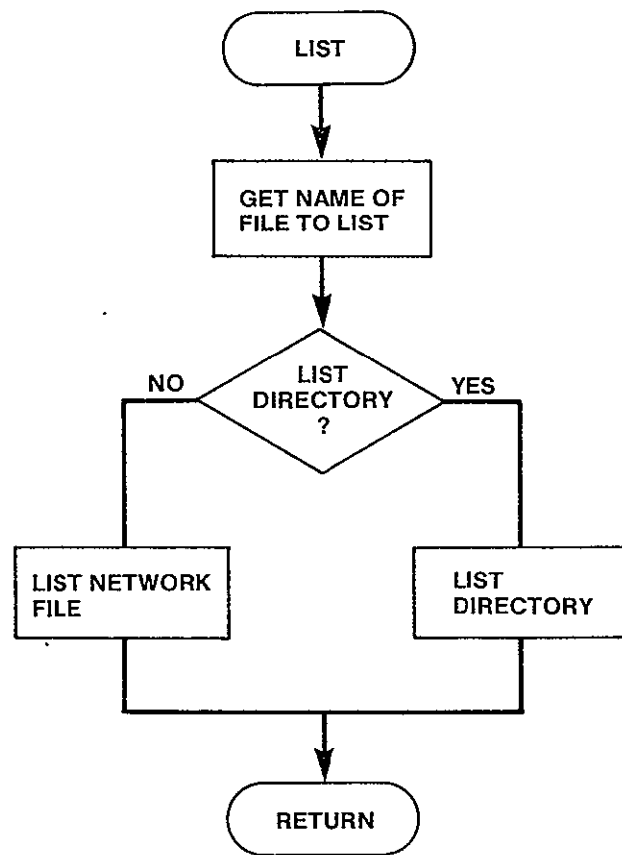 LIST
GET NAME OF
FILE TO LIST
LIST
DIRECTORY
?
NO
YES
LIST NETWORK
FILE
LIST
DIRECTORY
RETURN